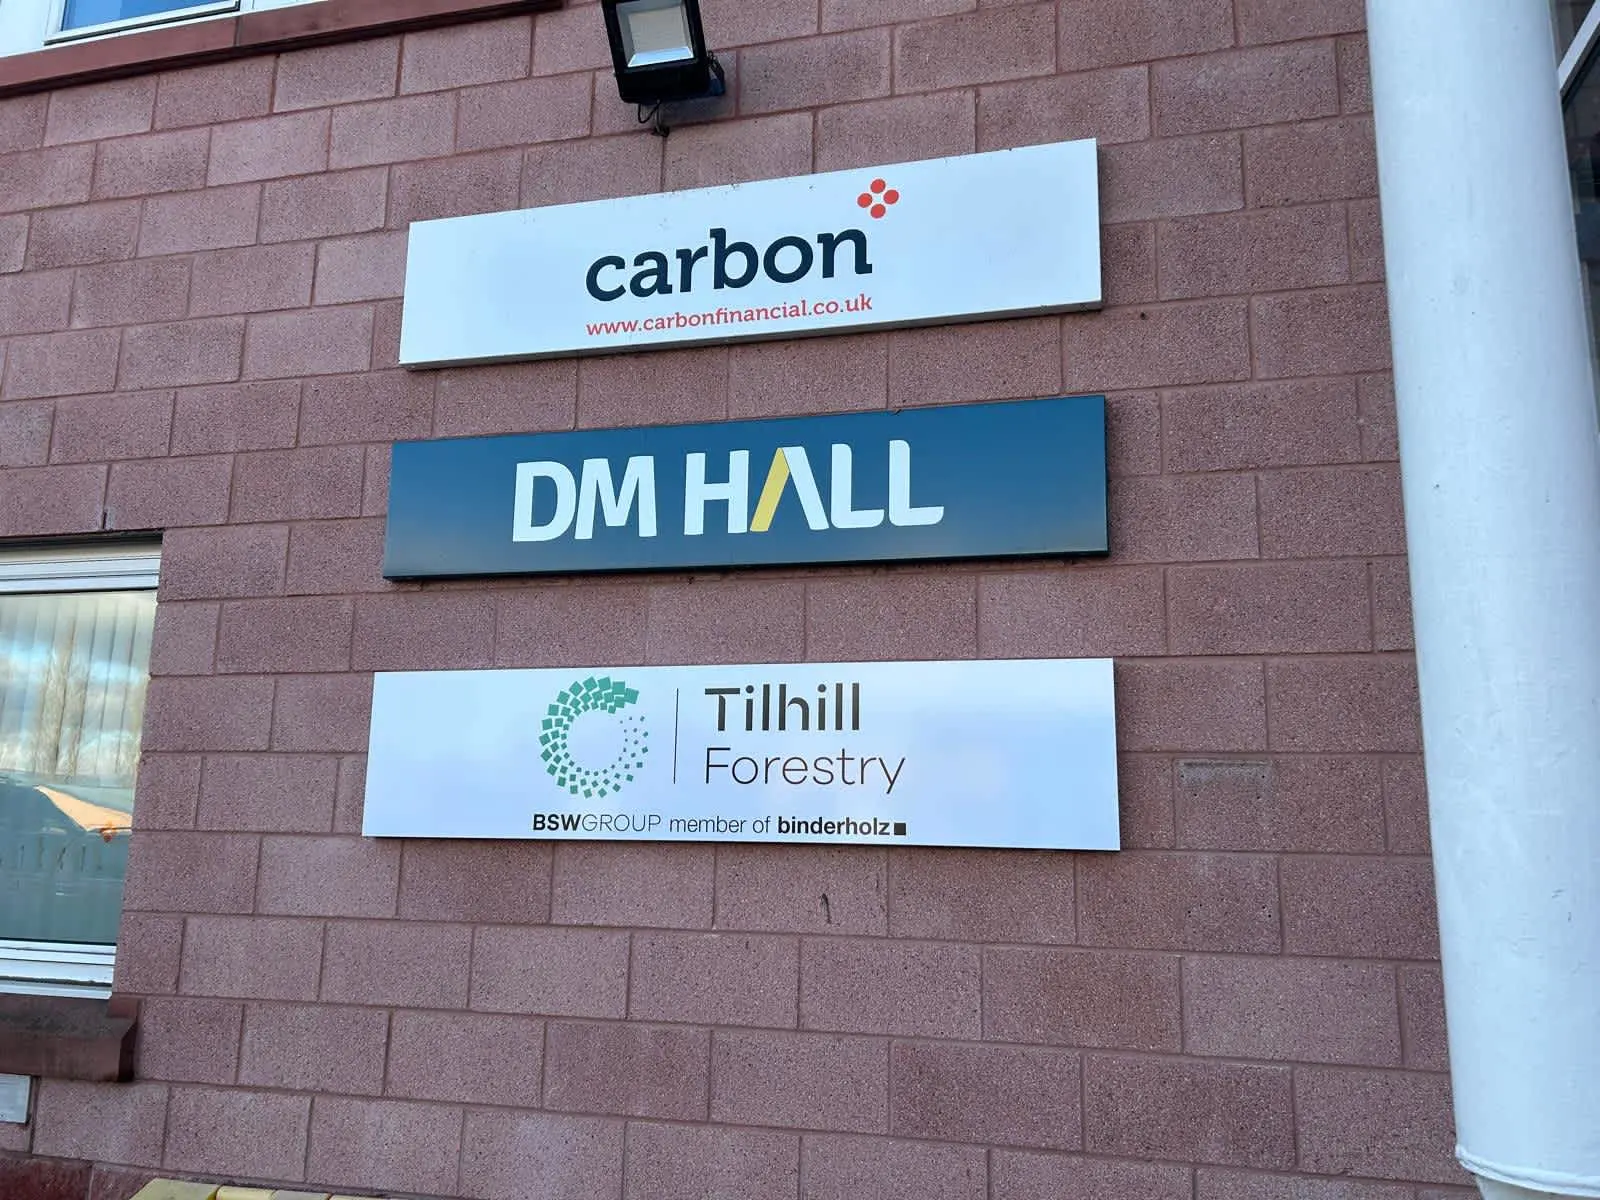 carbon
www.carbonfinancial.co.uk
DM HALL
Tilhill
Forestry
BSWGROUP member of binderholz